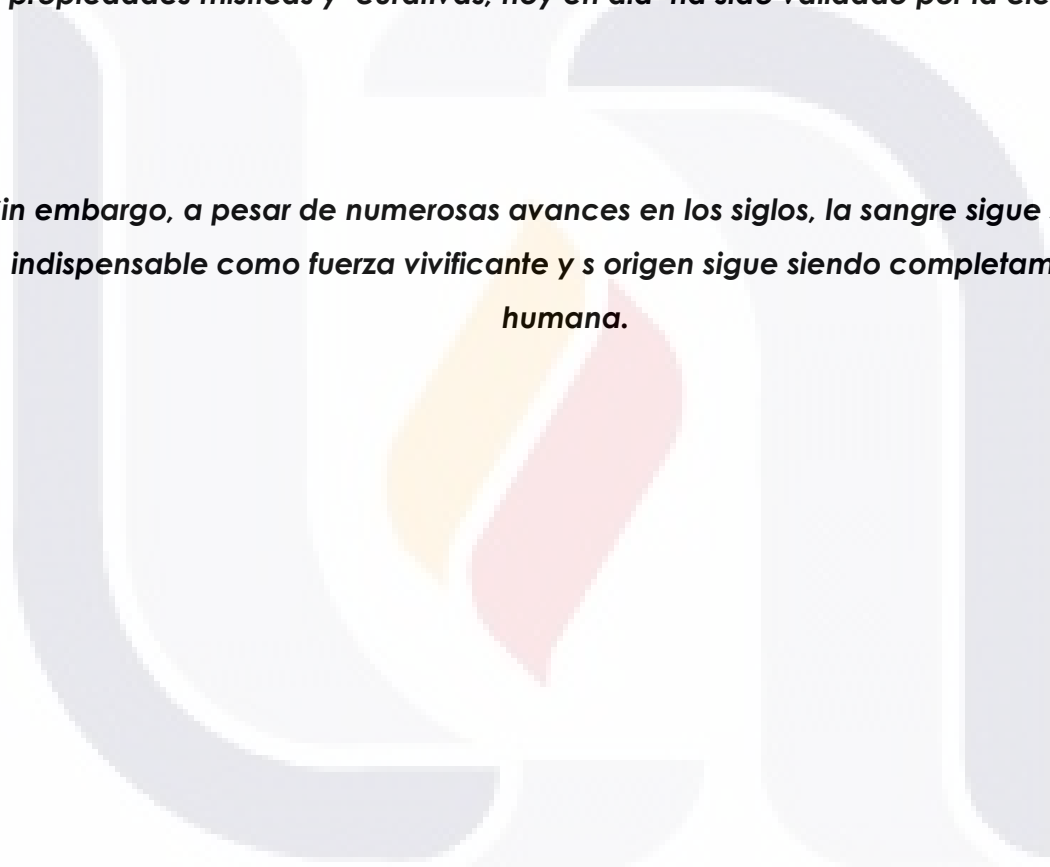 propiedades místicas y curativas, hoy en día ha sido validado por la cie
in embargo, a pesar de numerosas avances en los siglos, la sangre sigue
indispensable como fuerza vivificante y s origen sigue siendo completam
humana.